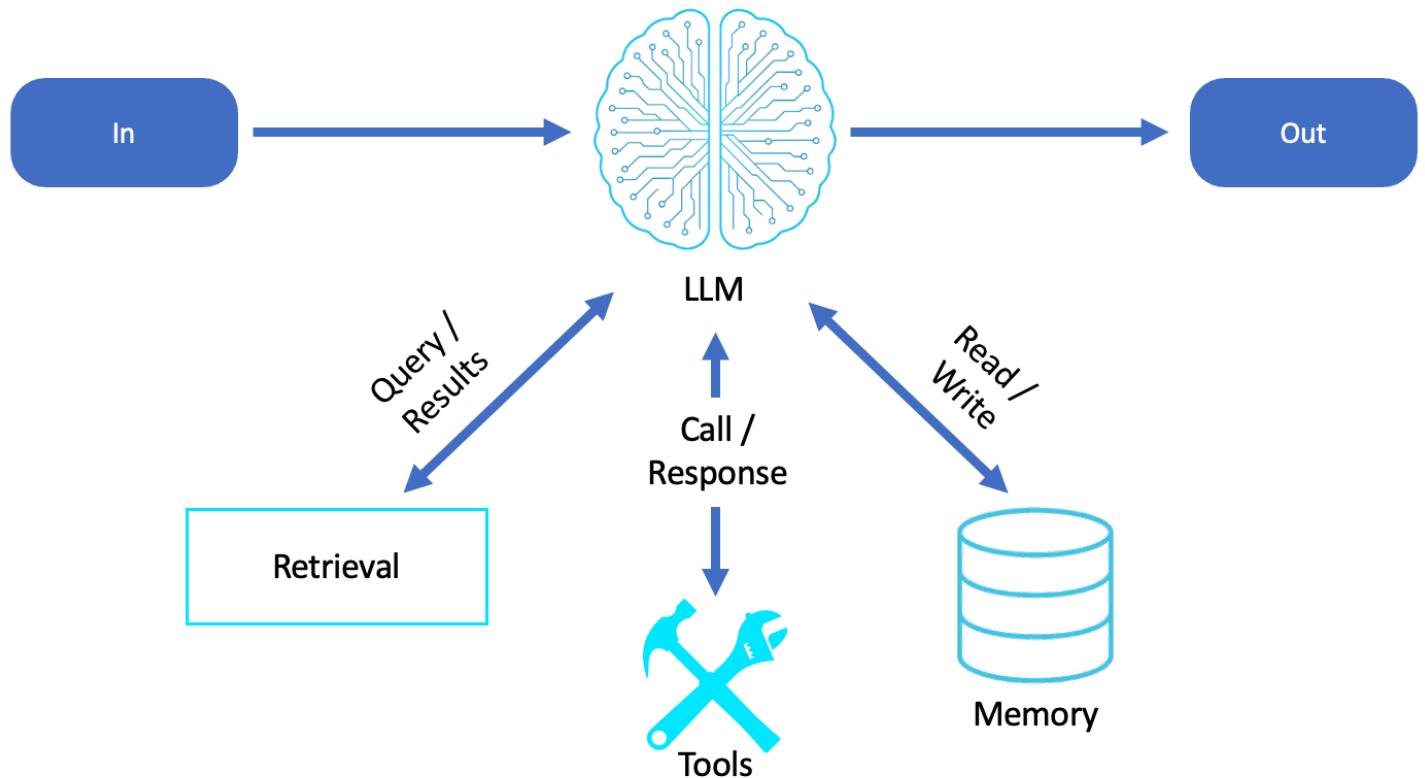 In
Out
LLM
Query /
Results
Call /
Response
Read /
Write
Retrieval
Tools
Memory